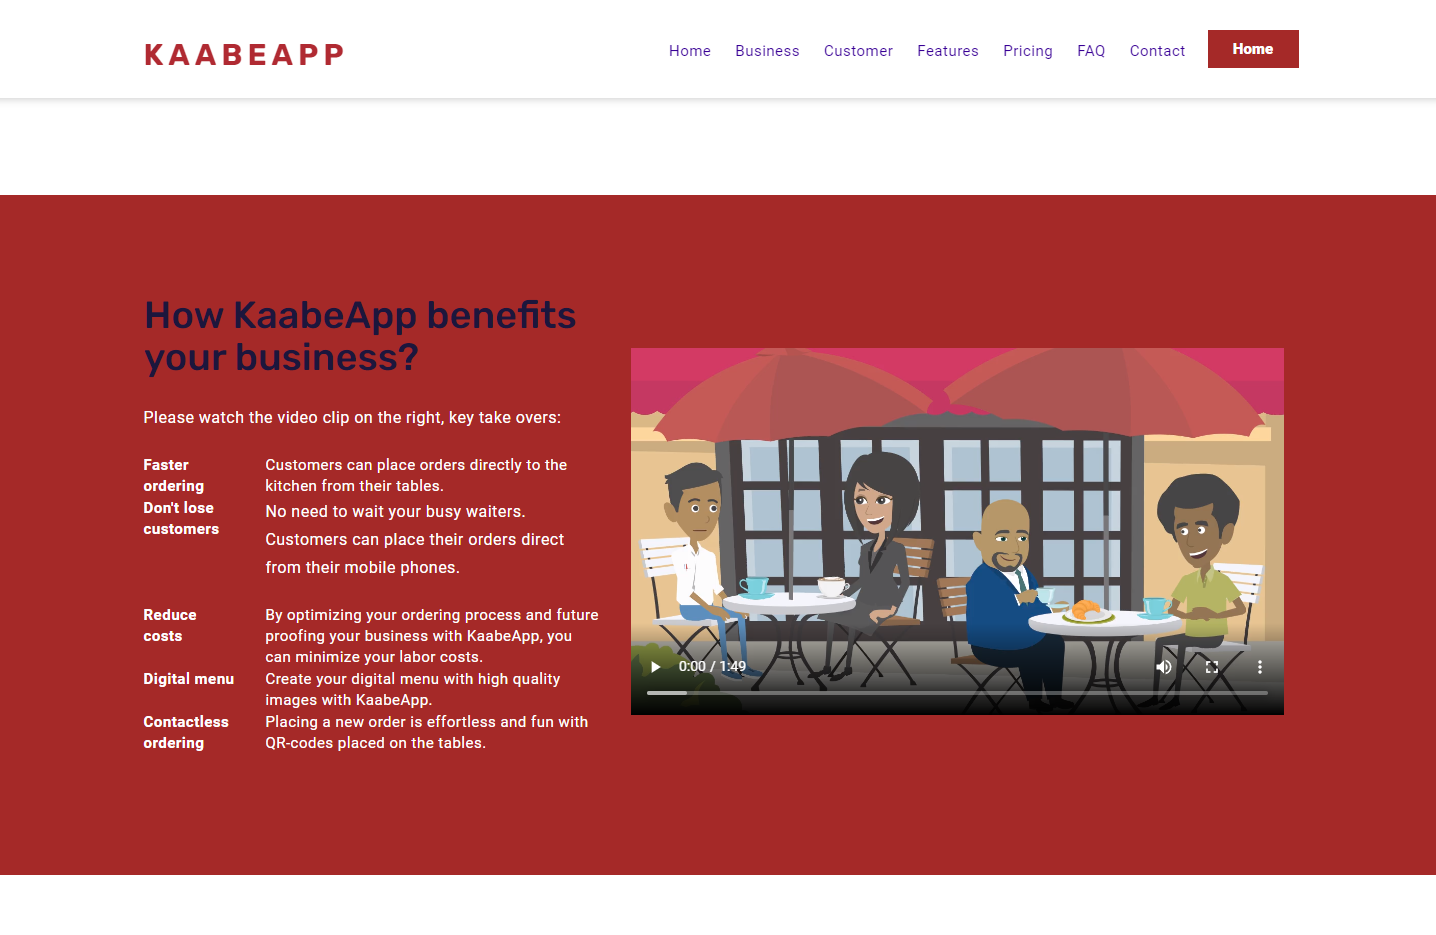 KAABEAPP
Home Business Customer Features Pricing FAQ Contact Home
How KaabeApp benefits
your business?
Please watch the video clip on the right, key take overs:
Faster
ordering
Customers can place orders directly to the
kitchen from their tables.
Don't lose
customers
No need to wait your busy waiters.
Customers can place their orders direct
from their mobile phones.
Reduce
costs
By optimizing your ordering process and future
proofing your business with KaabeApp, you
can minimize your labor costs.
Digital menu
Create your digital menu with high quality
images with KaabeApp.
Contactless
ordering
Placing a new order is effortless and fun with
QR-codes placed on the tables.
0:00 / 1:49